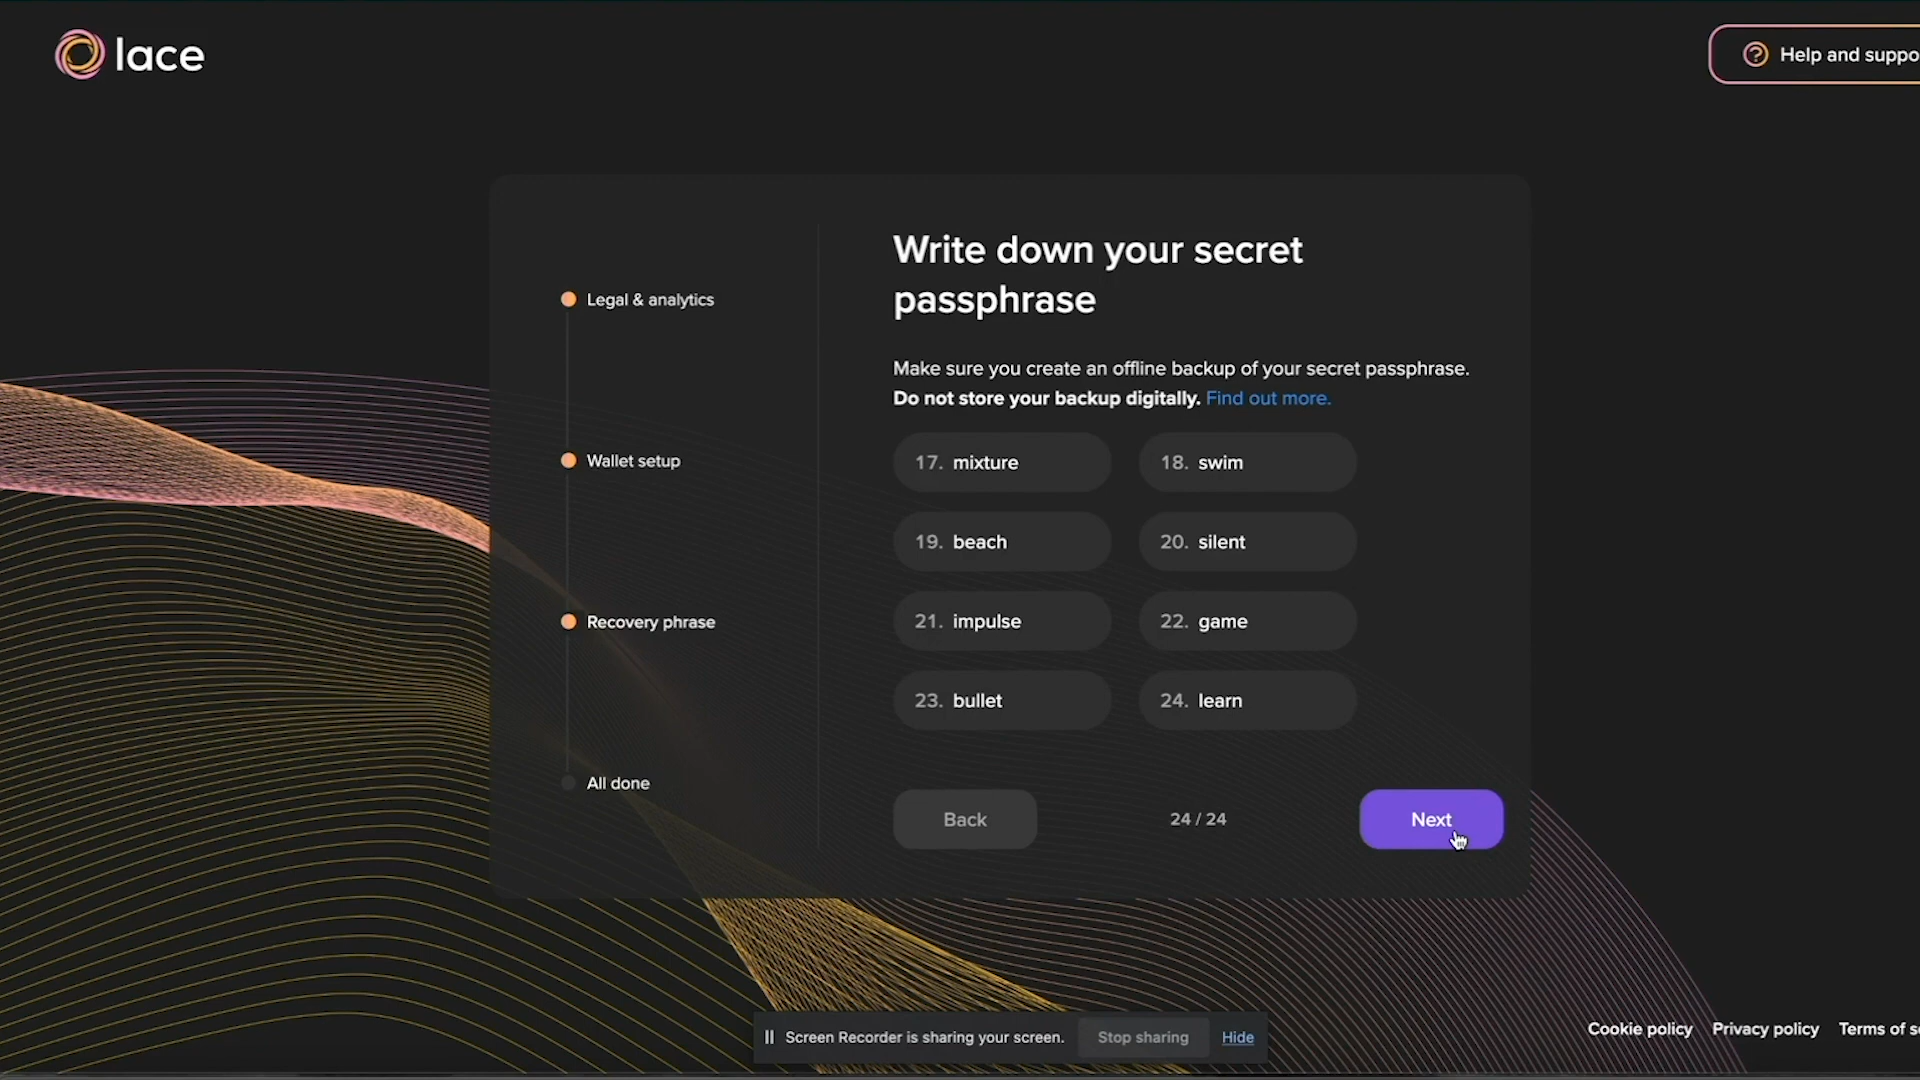 lace
Help and suppo
Write down your secret
passphrase
Legal & analytics
Make sure you create an offline backup of your secret passphrase.
Do not store your backup digitally. Find out more.
17. mixture
18. swim
Wallet setup
19. beach
20. silent
21. impulse
22. game
Recovery phrase
23. bullet
24. learn
All done
Back
24 / 24
Next
Screen Recorder is sharing your screen.
Stop sharing
Hide
Cookie policy
Privacy policy
Terms of s